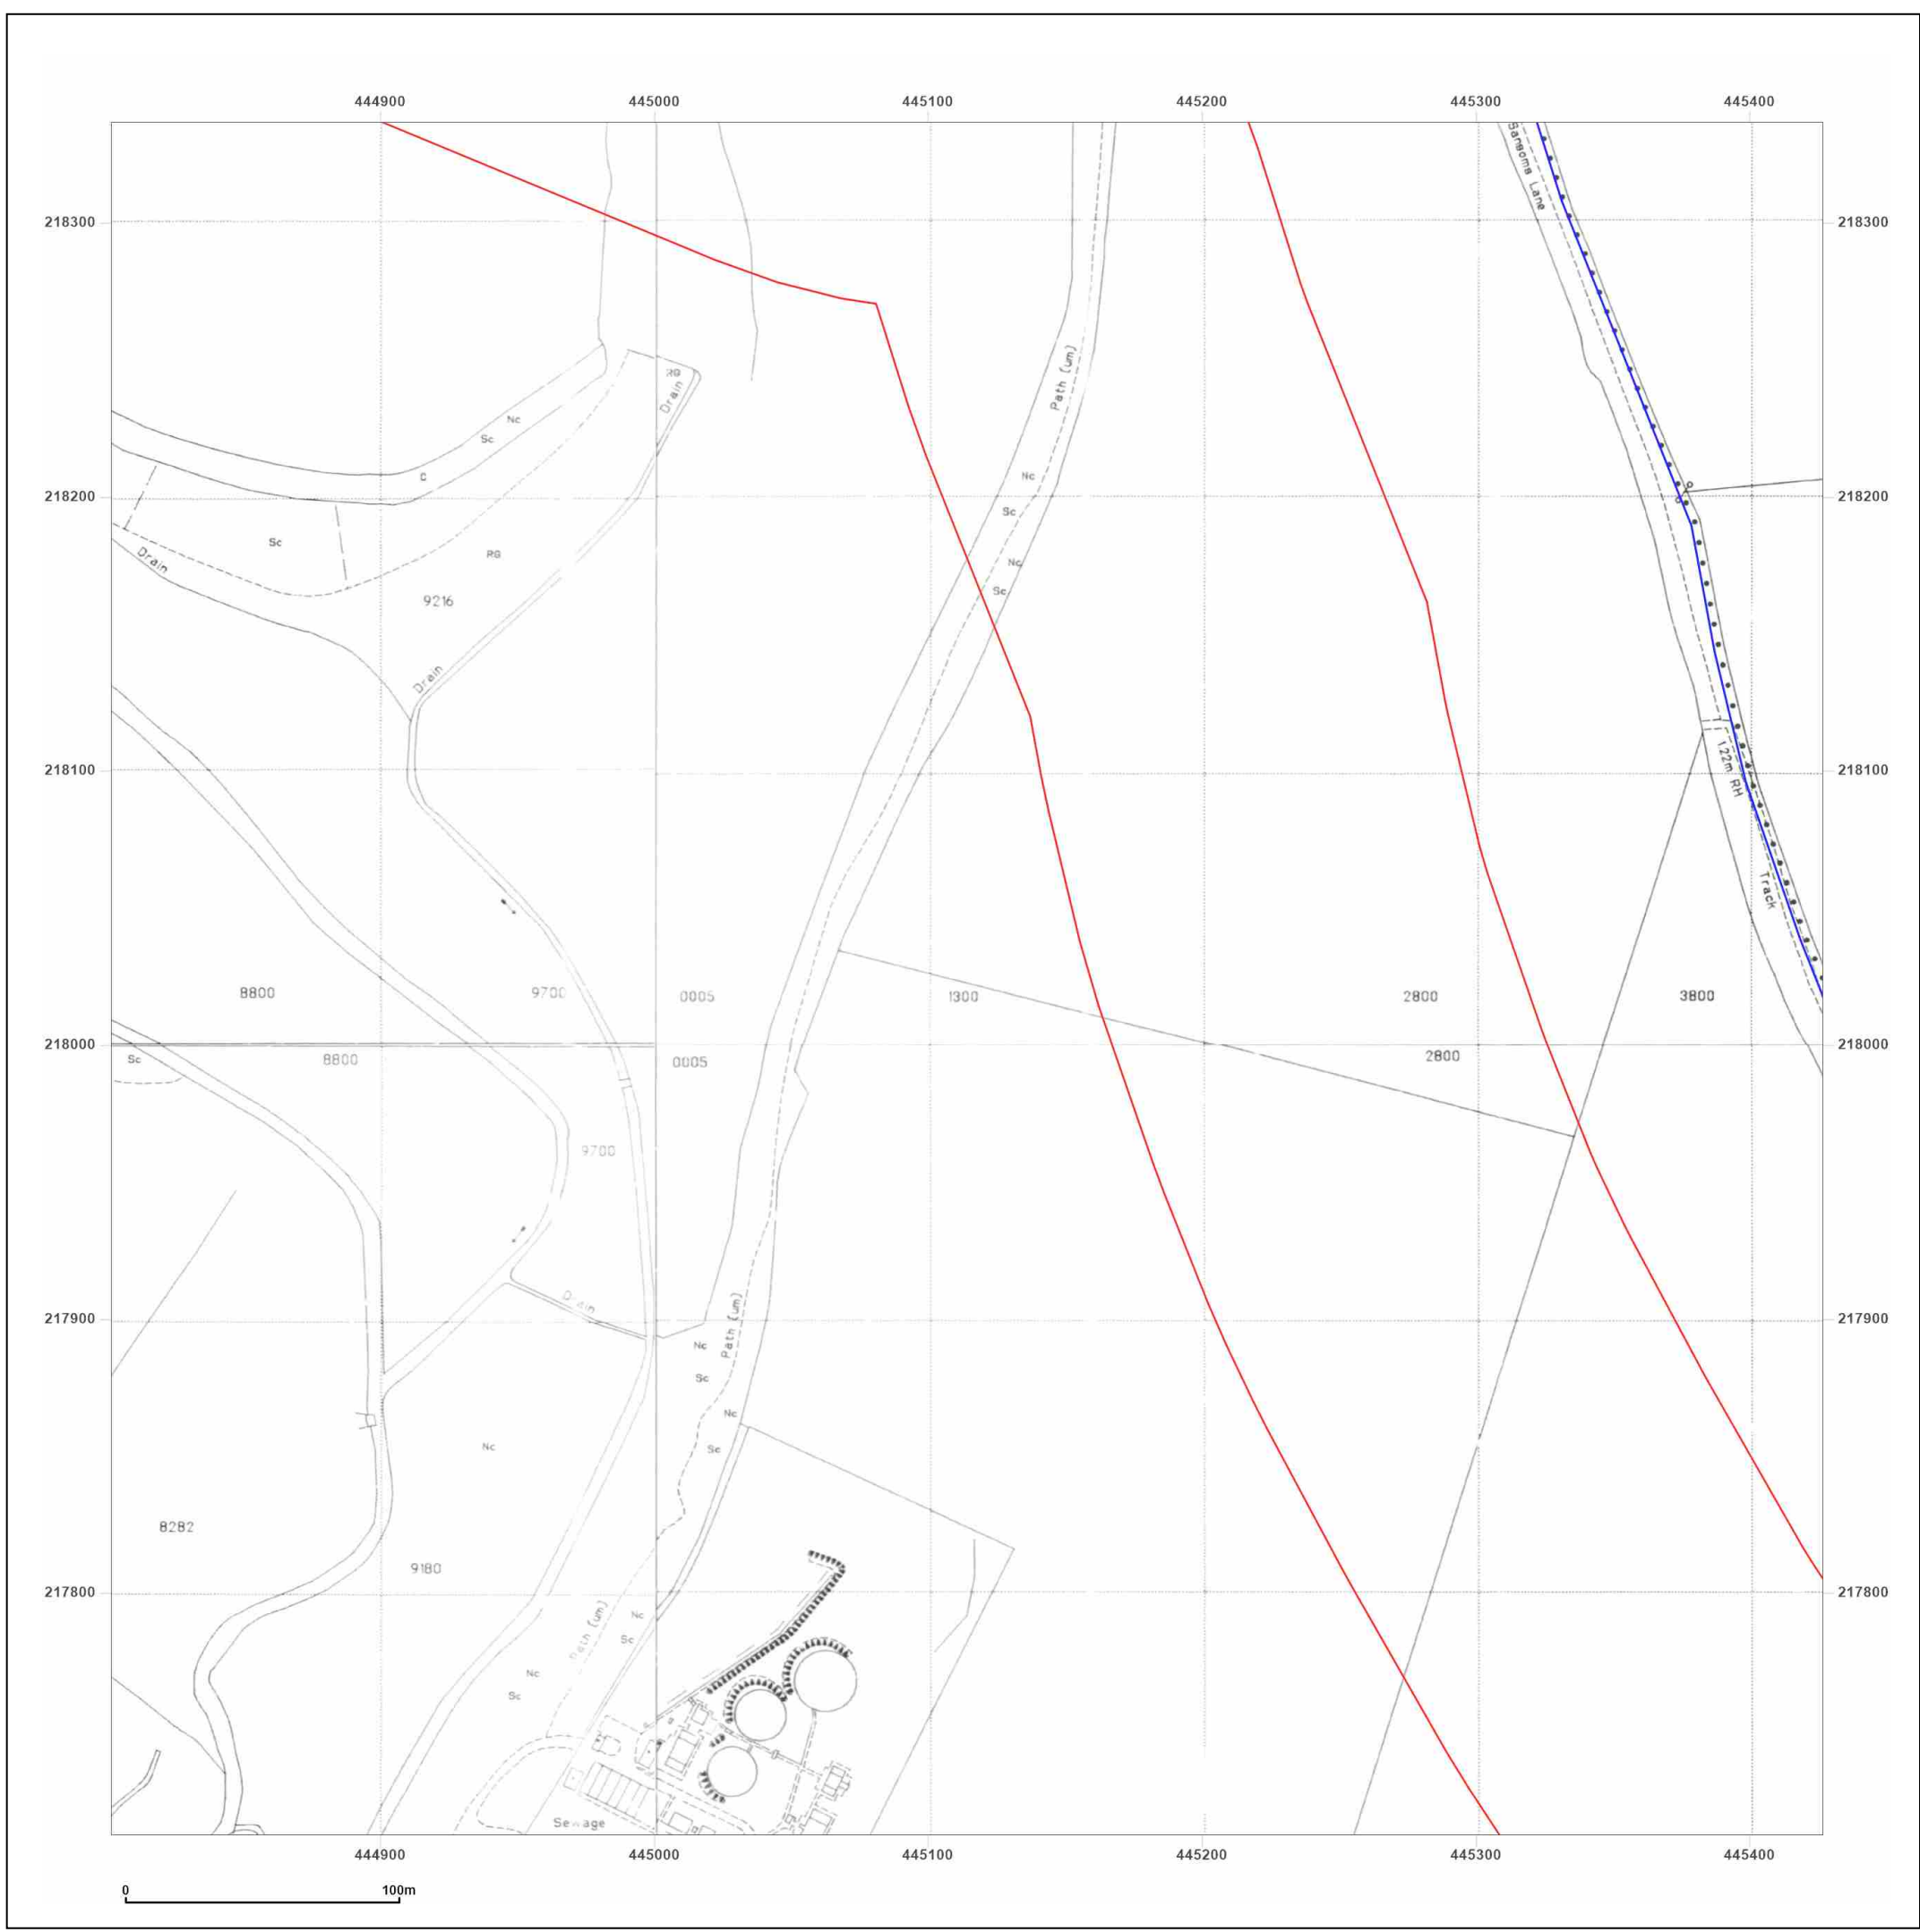 444900 445000 445100 445200 445300 445400
Sansoms Lane
218300 218300
Path (um)
RG
Drain
Nc
Sc
C
Nc
218200 218200
Sc
Sc
RG
Drain
Nc
Sc
9216
Drain
122m RH
218100 218100
Track
8800 9700 0005 1300 2800 3800
218000 218000
Sc 8800 0005 2800
9700
Drain
Path (um)
217900 217900
Nc
Sc
Nc
Nc Sc
8282
9180
217800 217800
Path (um)
Nc
Sc
Nc
Sc
Sewage
444900 445000 445100 445200 445300 445400
0 100m